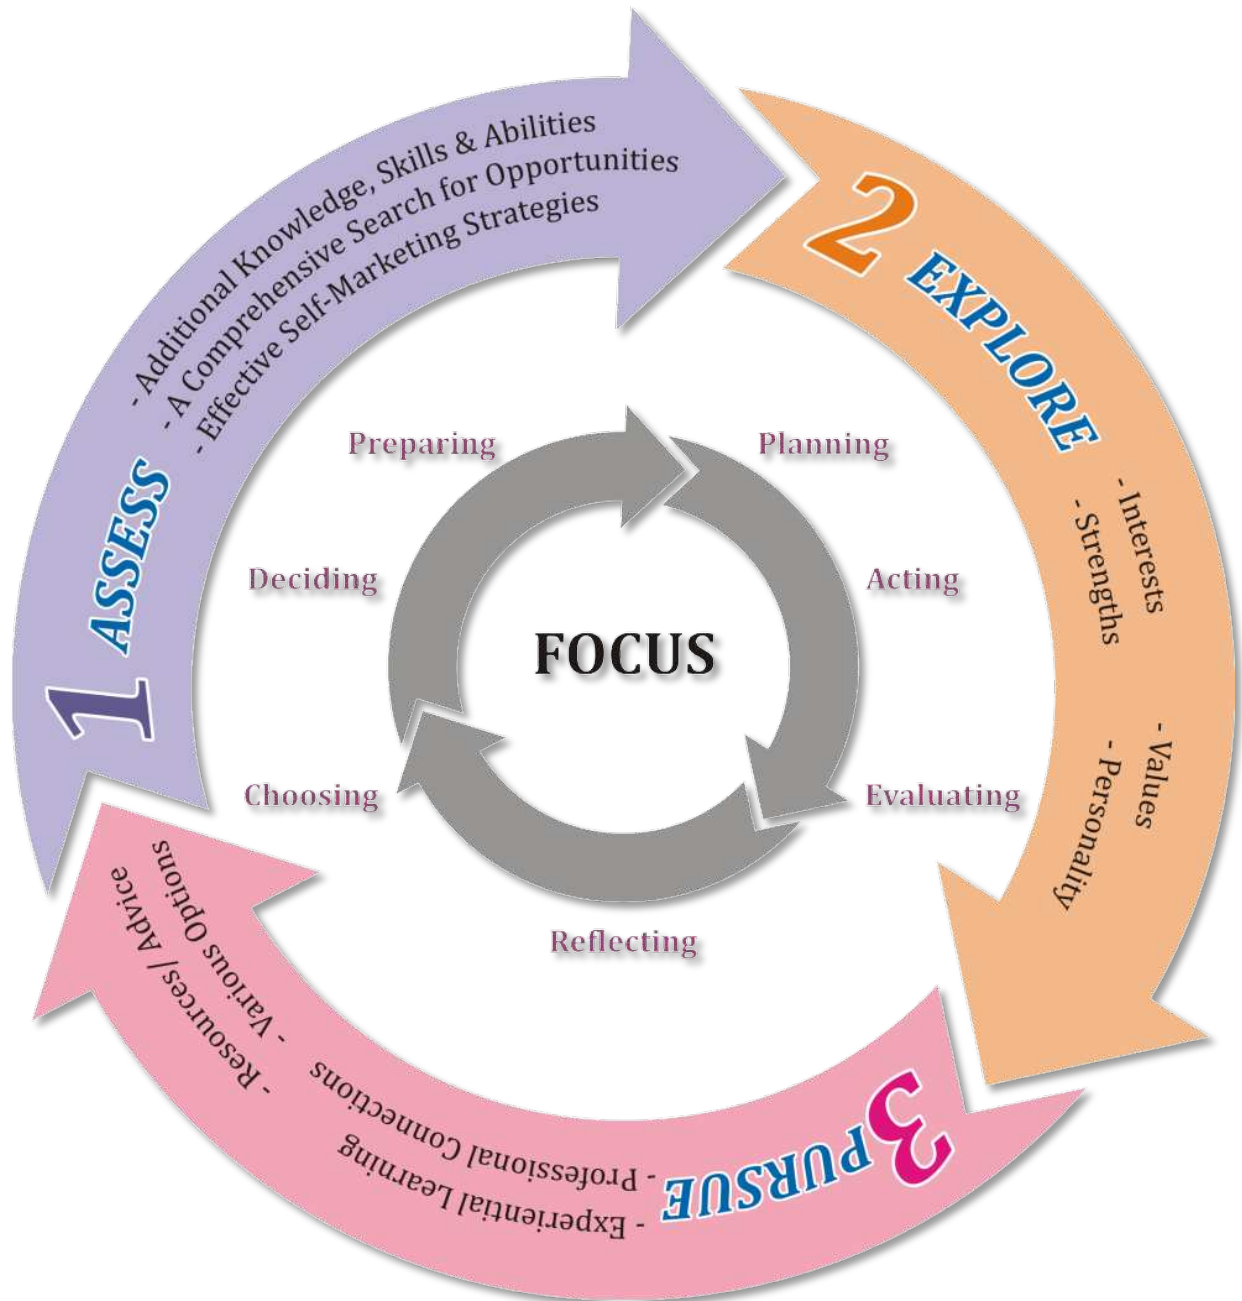 1 ASSESS
- Additional Knowledge, Skills & Abilities
- A Comprehensive Search for Opportunities
- Effective Self-Marketing Strategies
2 EXPLORE
- Interests
- Strengths
- Values
- Personality
3 PURSUE
- Experiential Learning
- Professional Connections
- Resources/ Advice
- Various Options
FOCUS
Preparing
Planning
Acting
Evaluating
Reflecting
Choosing
Deciding